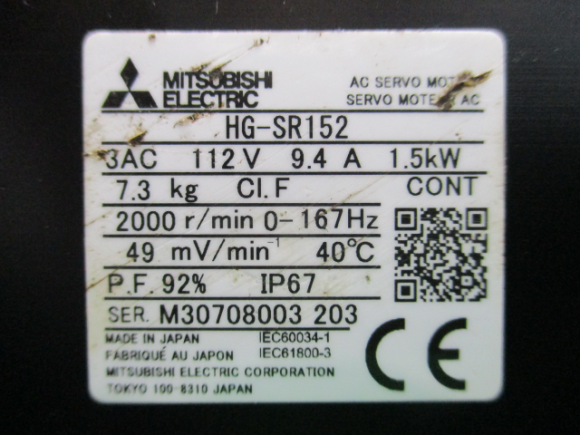 MITSUBISHI ELECTRIC
AC SERVO MOTOR
SERVO MOTEUR AC
HG-SR152
3AC 112 V 9.4 A 1.5kW
7.3 kg Cl.F CONT
2000 r/min 0-167Hz
49 mV/min⁻¹ 40℃
P.F. 92% IP67
SER. M30708003 203
MADE IN JAPAN IEC60034-1
FABRIQUÉ AU JAPON IEC61800-3
MITSUBISHI ELECTRIC CORPORATION
TOKYO 100-8310 JAPAN
CE